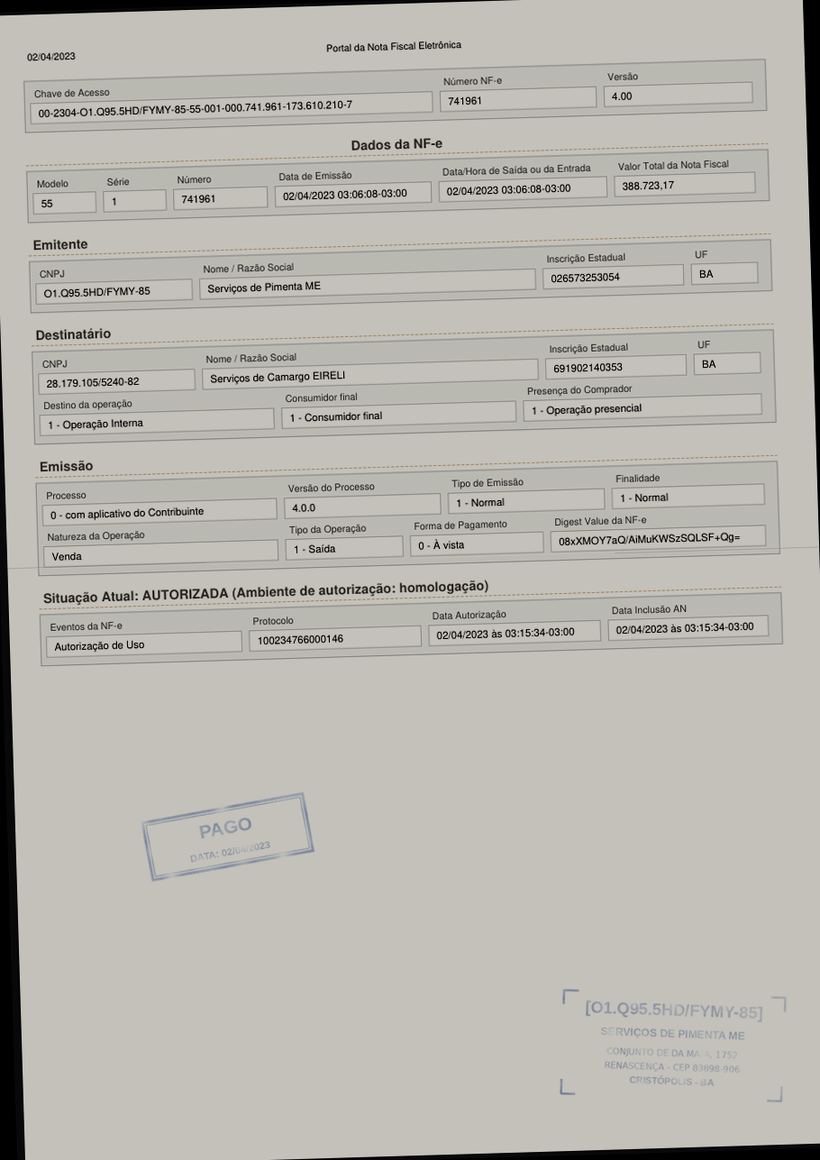 02/04/2023 Portal da Nota Fiscal Eletrônica
Chave de Acesso Número NF-e Versão
00-2304-O1.Q95.5HD/FYMY-85-55-001-000.741.961-173.610.210-7 741961 4.00
Dados da NF-e
Modelo Série Número Data de Emissão Data/Hora de Saída ou da Entrada Valor Total da Nota Fiscal
55 1 741961 02/04/2023 03:06:08-03:00 02/04/2023 03:06:08-03:00 388.723,17
Emitente
CNPJ Nome / Razão Social Inscrição Estadual UF
O1.Q95.5HD/FYMY-85 Serviços de Pimenta ME 026573253054 BA
Destinatário
CNPJ Nome / Razão Social Inscrição Estadual UF
28.179.105/5240-82 Serviços de Camargo EIRELI 691902140353 BA
Destino da operação Consumidor final Presença do Comprador
1 - Operação Interna 1 - Consumidor final 1 - Operação presencial
Emissão
Processo Versão do Processo Tipo de Emissão Finalidade
0 - com aplicativo do Contribuinte 4.0.0 1 - Normal 1 - Normal
Natureza da Operação Tipo da Operação Forma de Pagamento Digest Value da NF-e
Venda 1 - Saída 0 - À vista 08xXMOY7aQ/AiMuKWSzSQLSF+Qg=
Situação Atual: AUTORIZADA (Ambiente de autorização: homologação)
Eventos da NF-e Protocolo Data Autorização Data Inclusão AN
Autorização de Uso 100234766000146 02/04/2023 às 03:15:34-03:00 02/04/2023 às 03:15:34-03:00
PAGO
DATA: 02/04/2023
[O1.Q95.5HD/FYMY-85]
SERVIÇOS DE PIMENTA ME
CONJUNTO DE DA MATA, 1752
RENASCENÇA - CEP 83898-906
CRISTÓPOLIS - BA